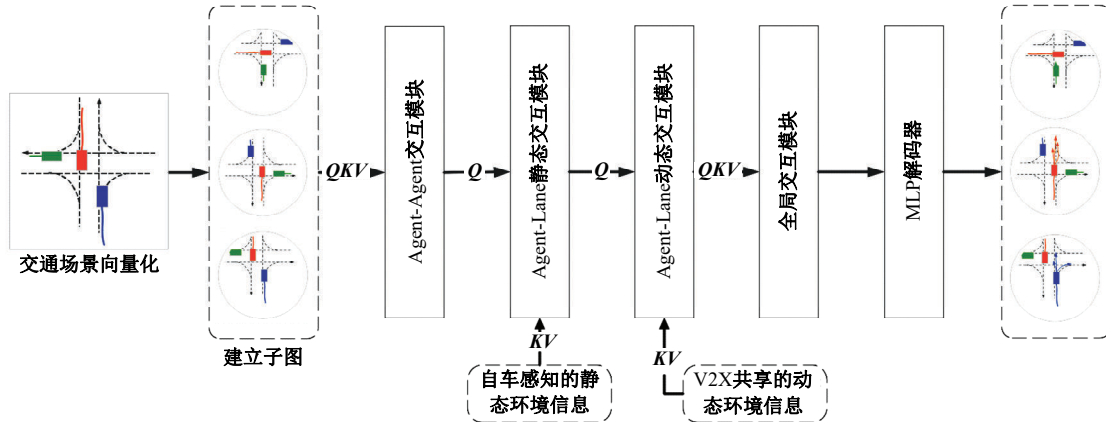 交通场景向量化
建立子图
QKV
Agent-Agent交互模块
Q
Agent-Lane静态交互模块
KV
自车感知的静
态环境信息
Q
Agent-Lane动态交互模块
KV
V2X共享的动
态环境信息
QKV
全局交互模块
MLP解码器